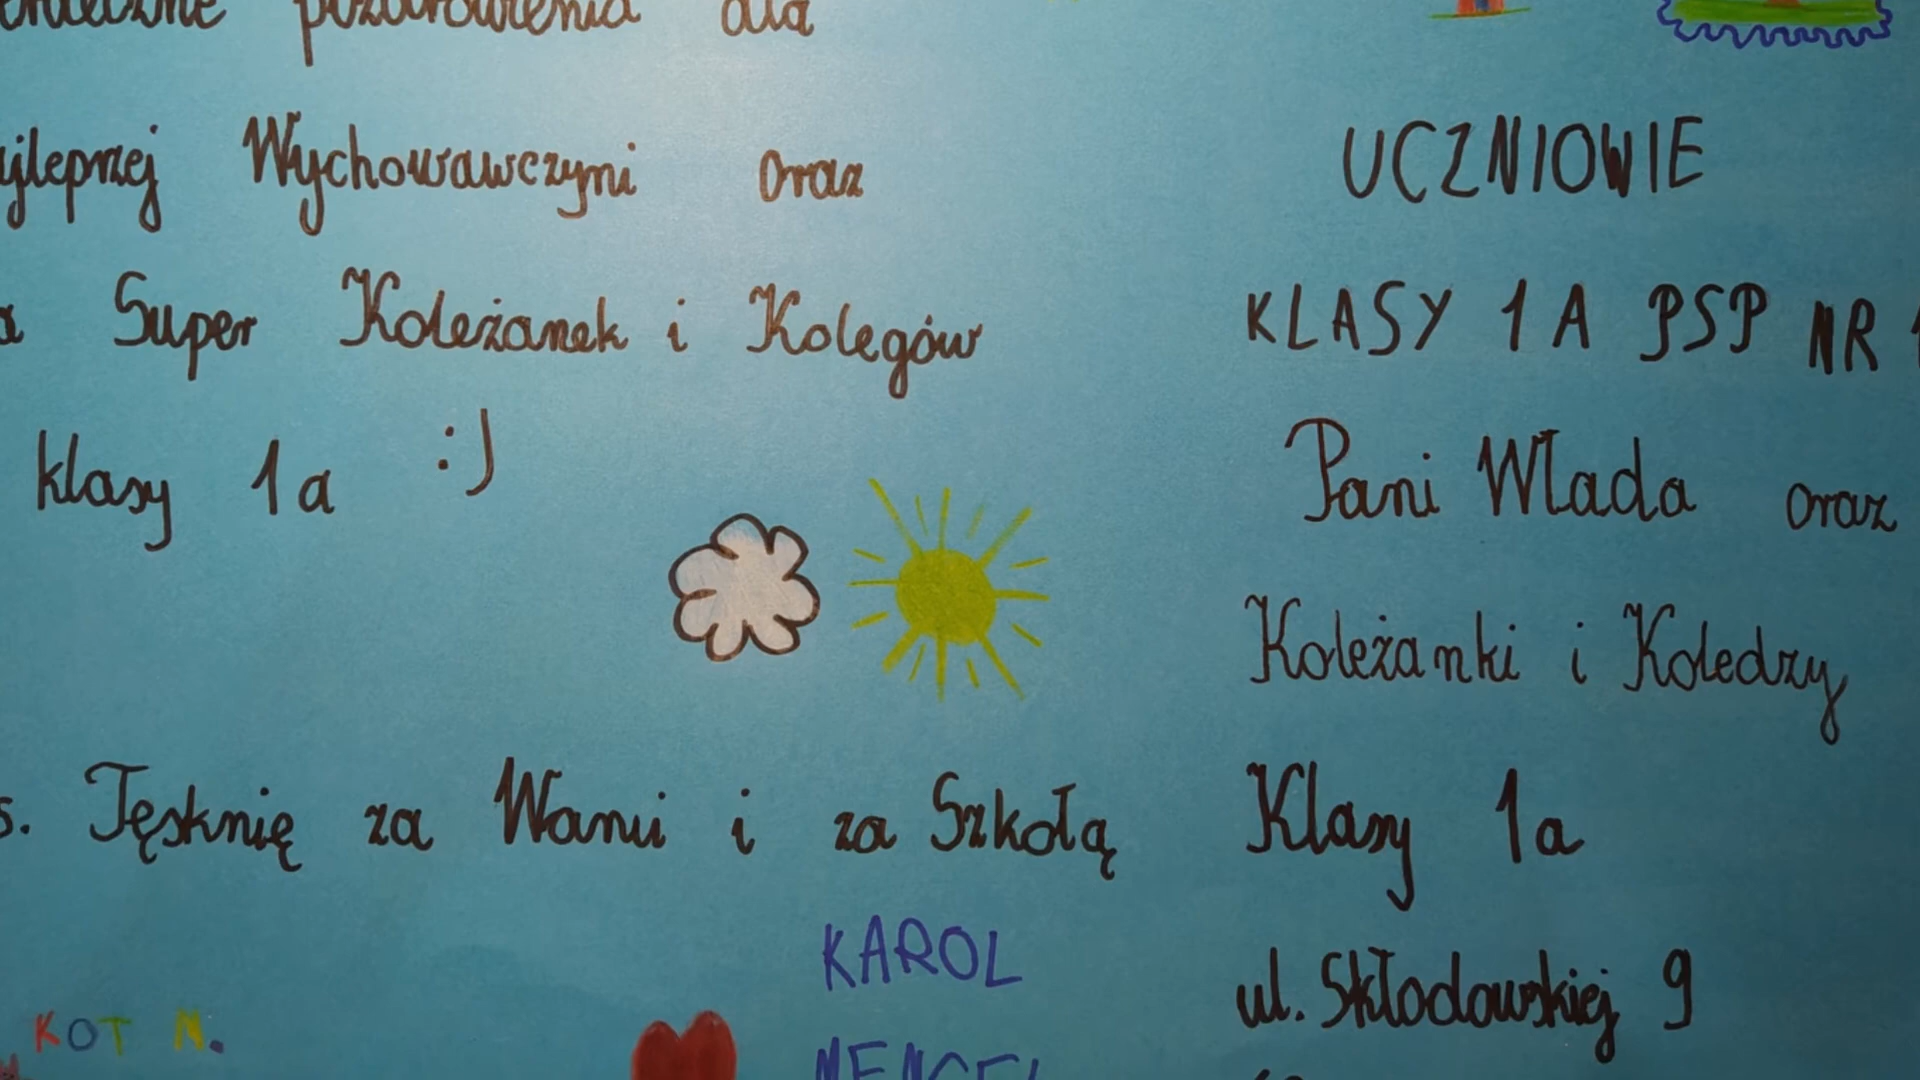 pozdrowienia dla
Wychowawczyni oraz
Super Koleżanek i Kolegów
klasy 1a :)
s. Tęsknię za Wami i za Szkołą
KAROL
KOT N.
UCZNIOWIE
KLASY 1A PSP NR
Pani Włada oraz
Koleżanki i Koledzy
Klasy 1a
ul. Skłodowskiej 9